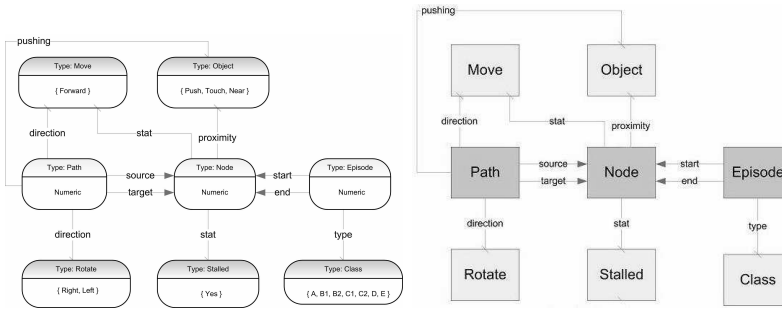 pushing
Type: Move
{ Forward }
Type: Object
{ Push, Touch, Near }
direction
stat
proximity
Type: Path
Numeric
source
target
Type: Node
Numeric
start
end
Type: Episode
Numeric
direction
stat
type
Type: Rotate
{ Right, Left }
Type: Stalled
{ Yes }
Type: Class
{ A, B1, B2, C1, C2, D, E }
pushing
Move
Object
direction
stat
proximity
Path
source
target
Node
start
end
Episode
direction
stat
type
Rotate
Stalled
Class